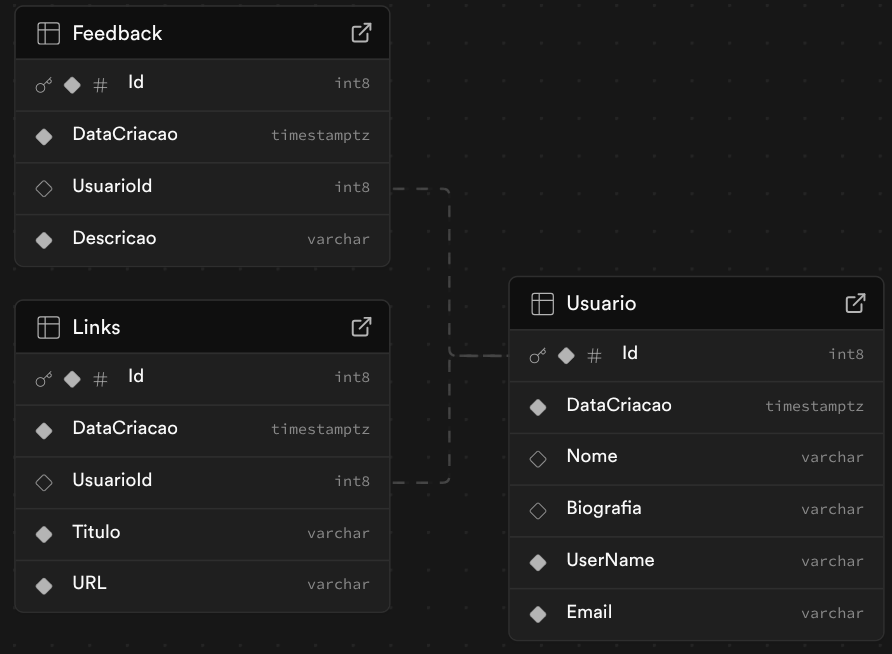 Feedback
# Id int8
DataCriacao timestamptz
UsuarioId int8
Descricao varchar
Links
# Id int8
DataCriacao timestamptz
UsuarioId int8
Titulo varchar
URL varchar
Usuario
# Id int8
DataCriacao timestamptz
Nome varchar
Biografia varchar
UserName varchar
Email varchar